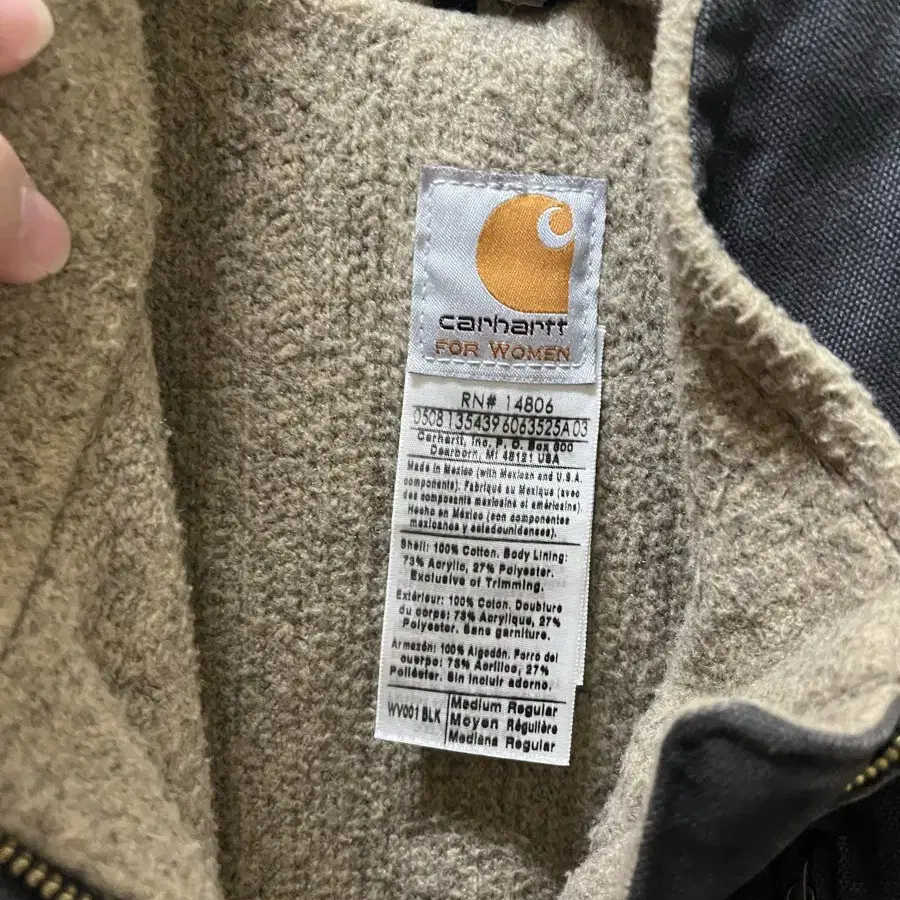 carhartt
FOR WOMEN
RN# 14806
0508 135439 6063525A 03
Carhartt, Inc. P. O. Box 600
Dearborn, MI 48121 USA
Made in Mexico (with Mexican and U.S.A.
components). Fabriqué au Mexique (avec
des composants mexicains et américains).
Hecho en México (con componentes
mexicanos y estadounidenses).
Shell: 100% Cotton. Body Lining:
73% Acrylic, 27% Polyester.
Exclusive of Trimming.
Extérieur: 100% Coton. Doublure
du corps: 73% Acrylique, 27%
Polyester. Sans garniture.
Armazón: 100% Algodón. Forro del
cuerpo: 73% Acrílico, 27%
Poliéster. Sin incluir adorno.
WV001 BLK
Medium Regular
Moyen Régulière
Mediana Regular